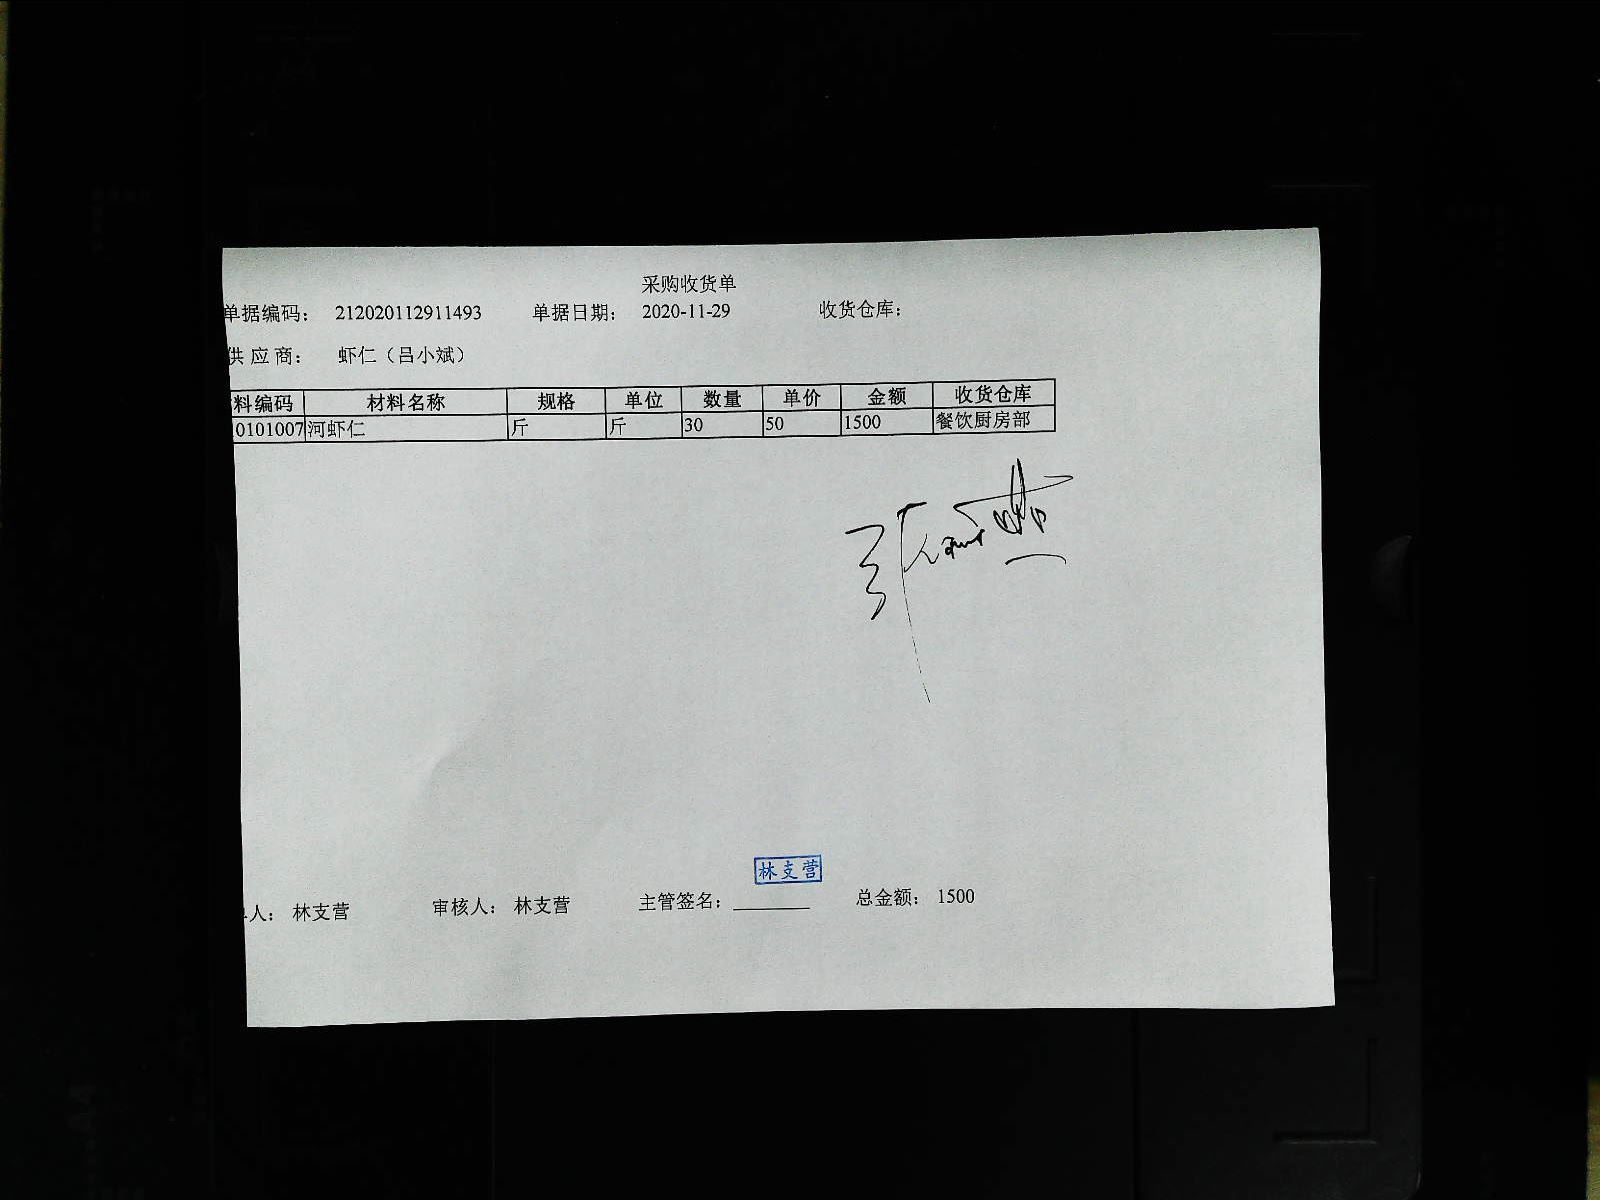 采购收货单
单据编码： 212020112911493 单据日期： 2020-11-29 收货仓库：
供应商： 虾仁（吕小斌）
料编码 材料名称 规格 单位 数量 单价 金额 收货仓库
0101007 河虾仁 斤 斤 30 50 1500 餐饮厨房部
林支营
人： 林支营 审核人： 林支营 主管签名： 总金额： 1500